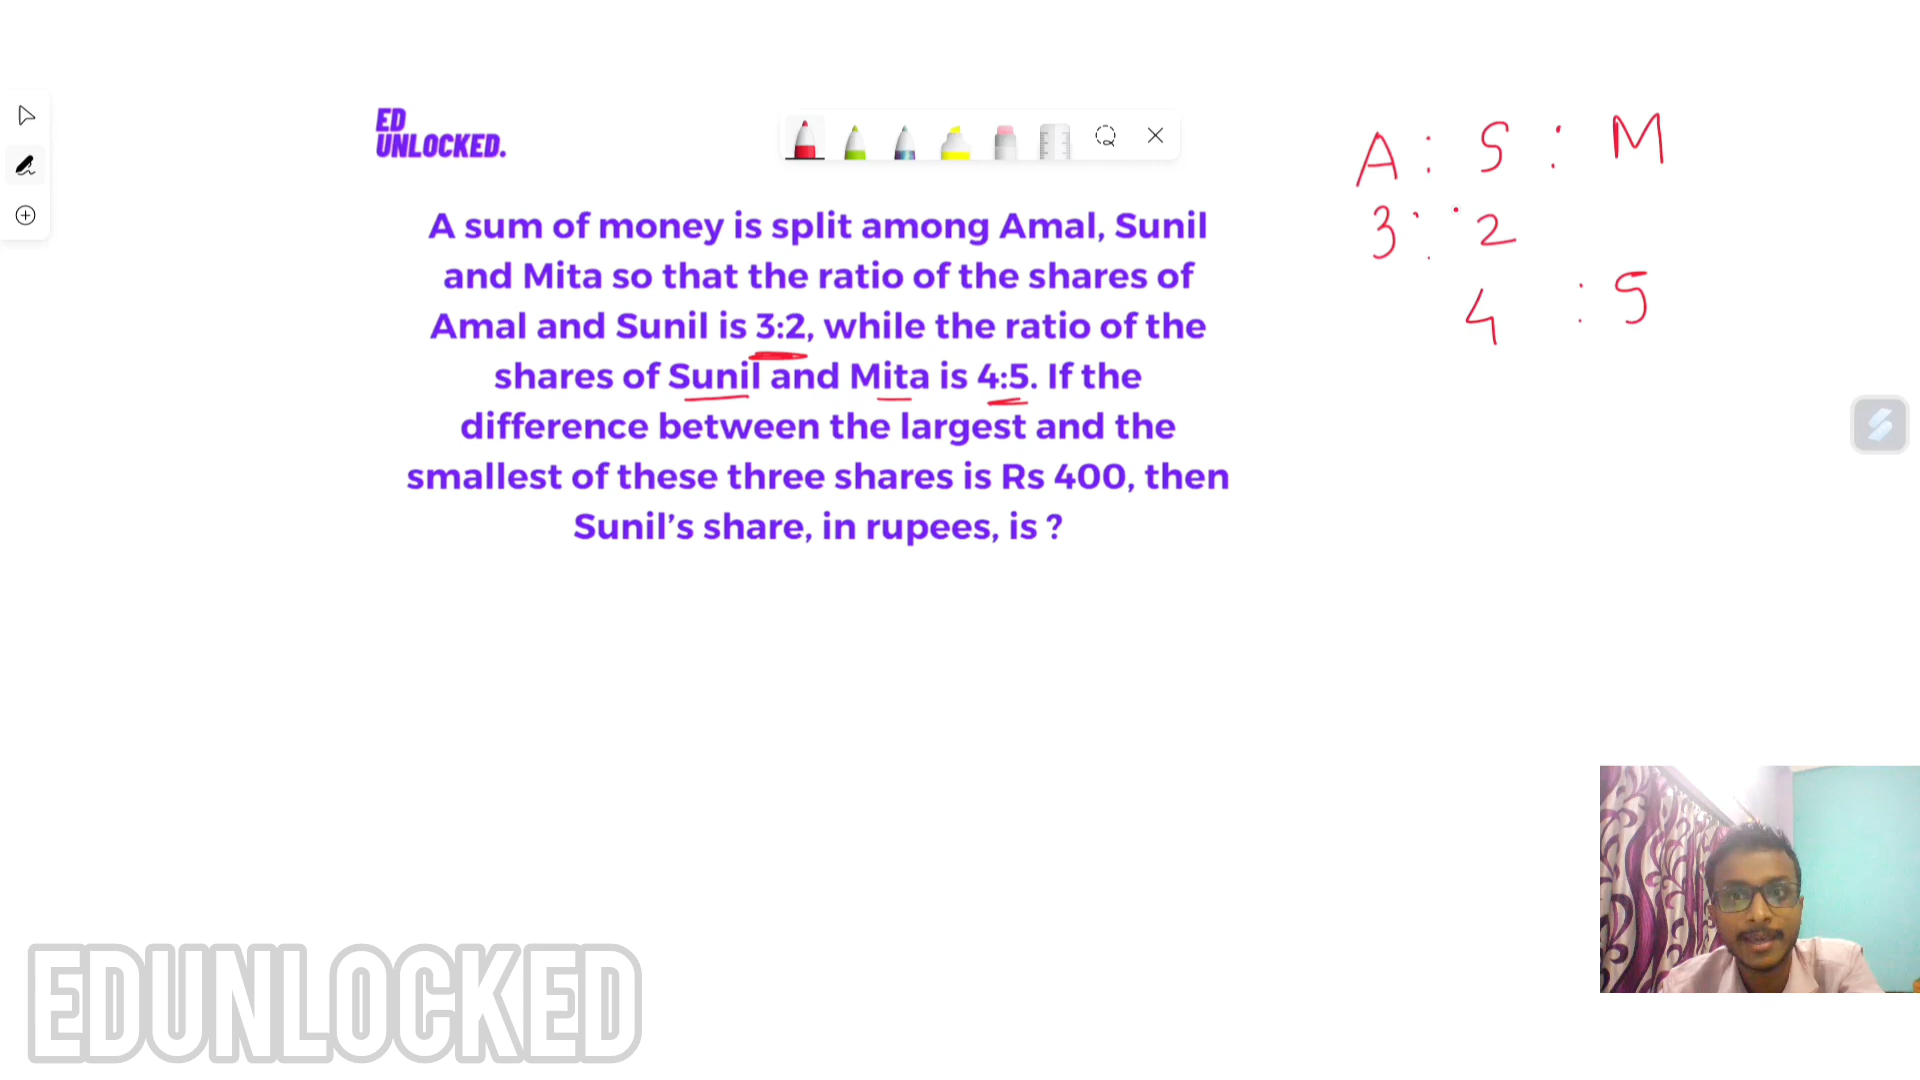 ED
UNLOCKED.
A sum of money is split among Amal, Sunil
and Mita so that the ratio of the shares of
Amal and Sunil is 3:2, while the ratio of the
shares of Sunil and Mita is 4:5. If the
difference between the largest and the
smallest of these three shares is Rs 400, then
Sunil’s share, in rupees, is ?
A : S : M
3 : 2
4 : 5
EDUNLOCKED